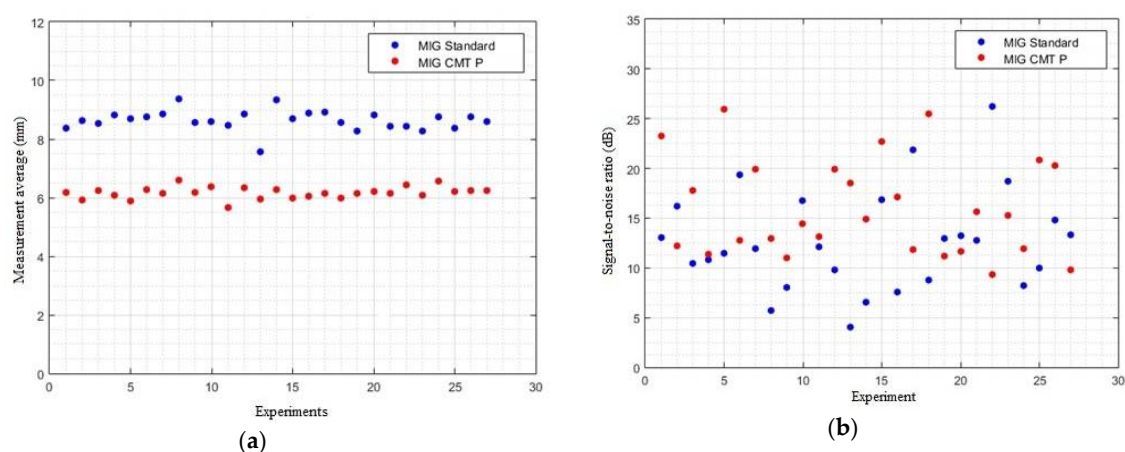 12
10
8
6
4
2
0
Measurement average (mm)
MIG Standard
MIG CMT P
0 5 10 15 20 25 30
Experiments
(a)
35
30
25
20
15
10
5
0
Signal-to-noise ratio (dB)
MIG Standard
MIG CMT P
0 5 10 15 20 25 30
Experiment
(b)